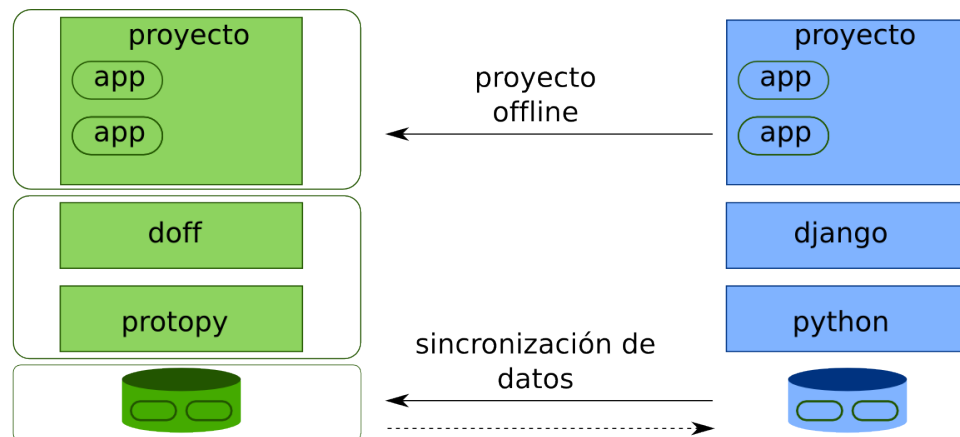 proyecto
app
app
proyecto
offline
proyecto
app
app
doff
django
protopy
python
sincronización de
datos